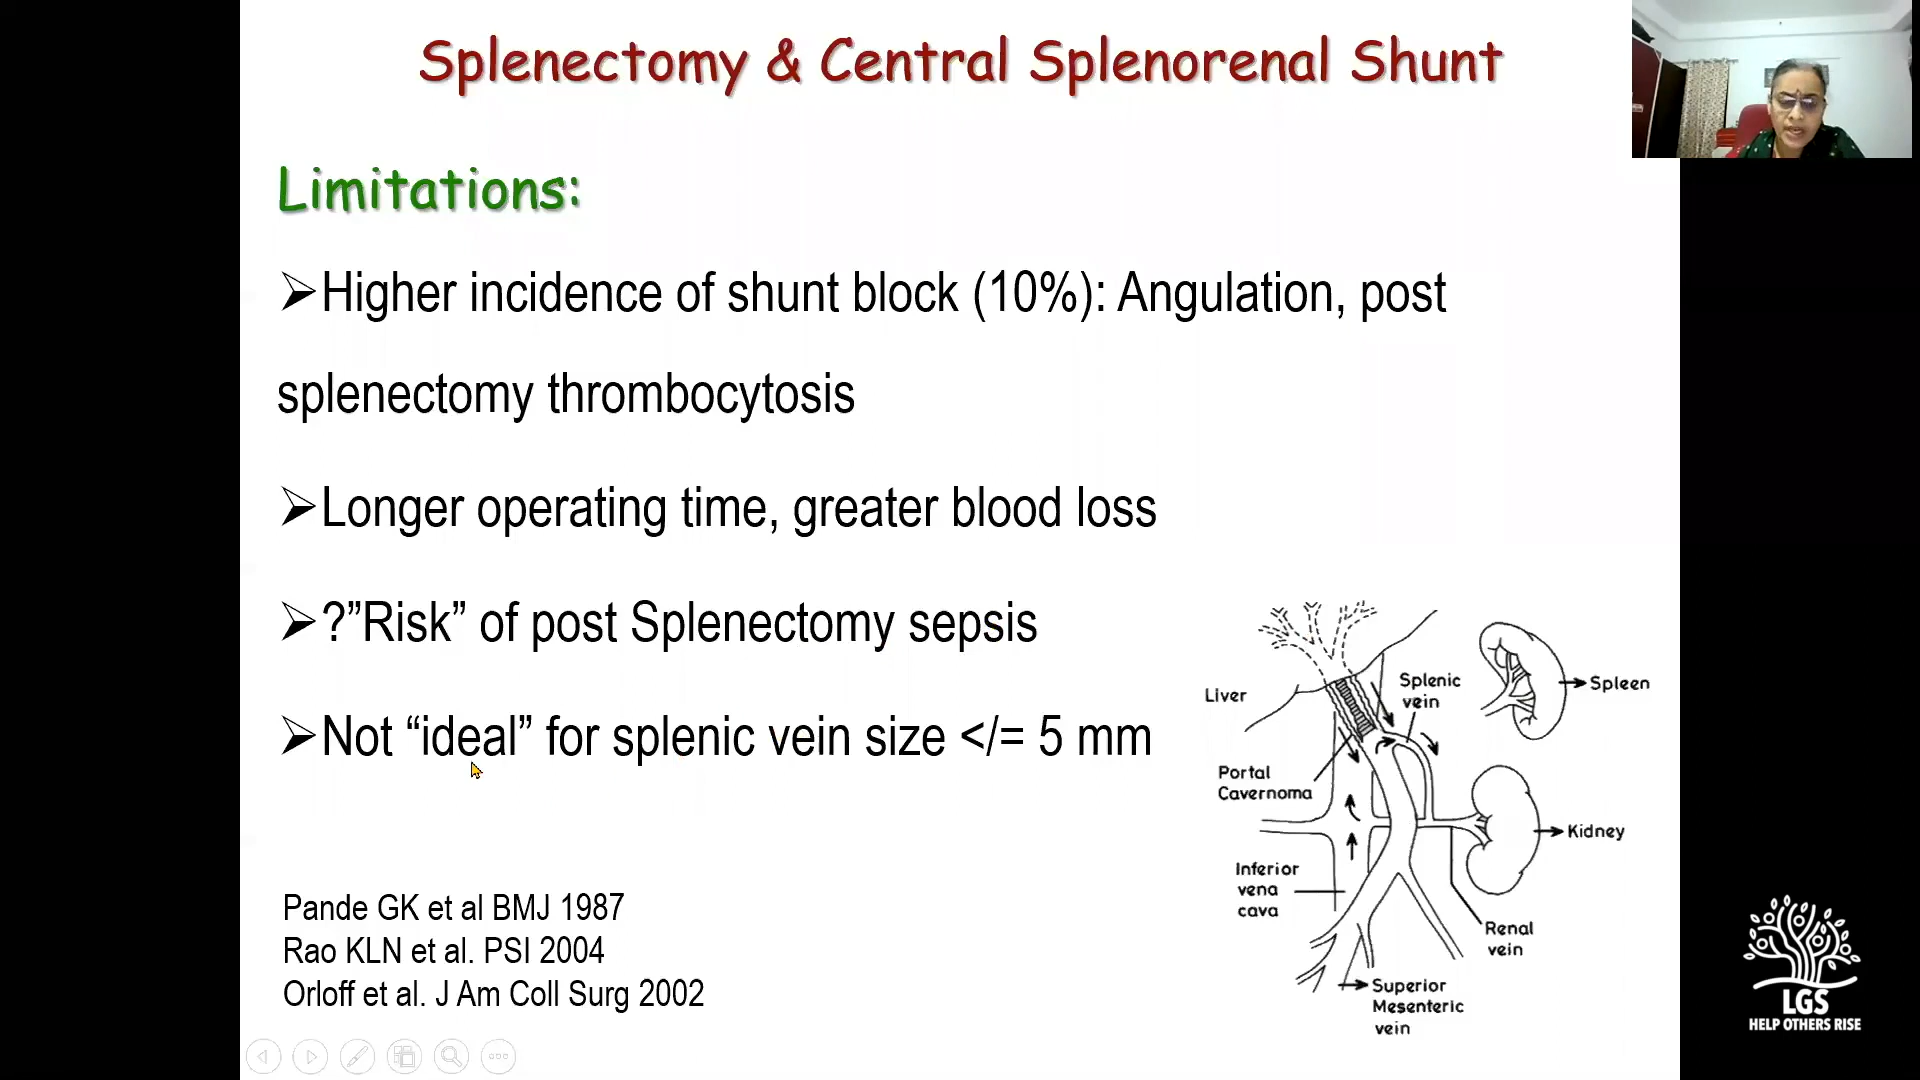 Splenectomy & Central Splenorenal Shunt
Limitations:
➢Higher incidence of shunt block (10%): Angulation, post
splenectomy thrombocytosis
➢Longer operating time, greater blood loss
➢?”Risk” of post Splenectomy sepsis
➢Not “ideal” for splenic vein size </= 5 mm
Pande GK et al BMJ 1987
Rao KLN et al. PSI 2004
Orloff et al. J Am Coll Surg 2002
Liver
Splenic
vein
Spleen
Portal
Cavernoma
Kidney
Inferior
vena
cava
Renal
vein
Superior
Mesenteric
vein
LGS
HELP OTHERS RISE